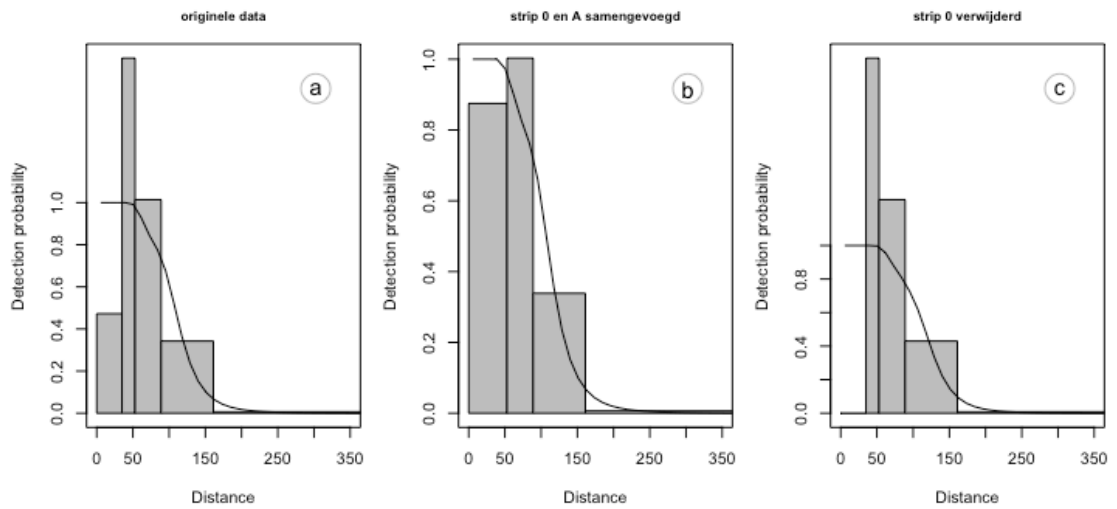 originele data
a
Detection probability
0.0 0.2 0.4 0.6 0.8 1.0
0 50 150 250 350
Distance
strip 0 en A samengevoegd
b
Detection probability
0.0 0.2 0.4 0.6 0.8 1.0
0 50 150 250 350
Distance
strip 0 verwijderd
c
Detection probability
0.0 0.4 0.8
0 50 150 250 350
Distance